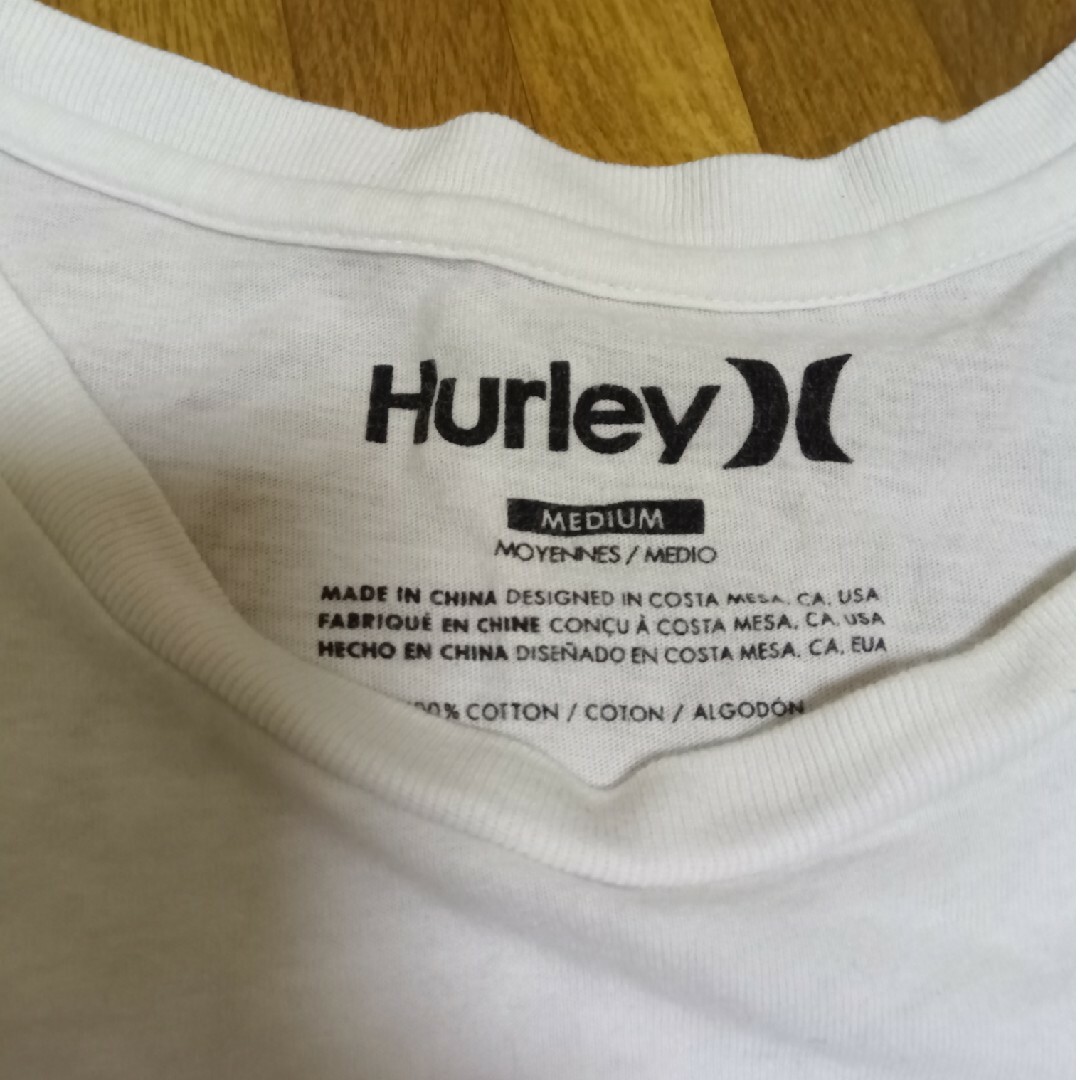 Hurley
MEDIUM
MOYENNES / MEDIO
MADE IN CHINA DESIGNED IN COSTA MESA, CA, USA
FABRIQUÉ EN CHINE CONÇU À COSTA MESA, CA, USA
HECHO EN CHINA DISEÑADO EN COSTA MESA, CA, EUA
COTTON / COTON / ALGODÓN